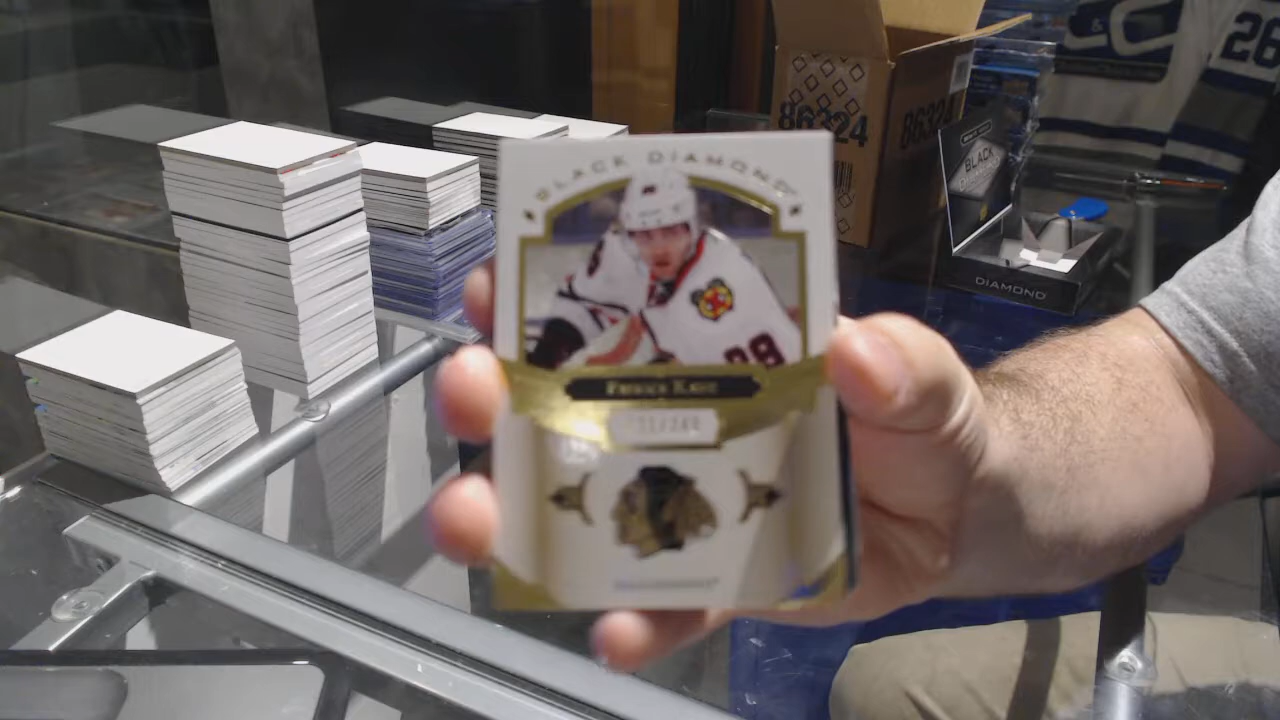 26
86324
86324
BLACK
DIAMOND
BLACK DIAMOND
88
PATRICK KANE